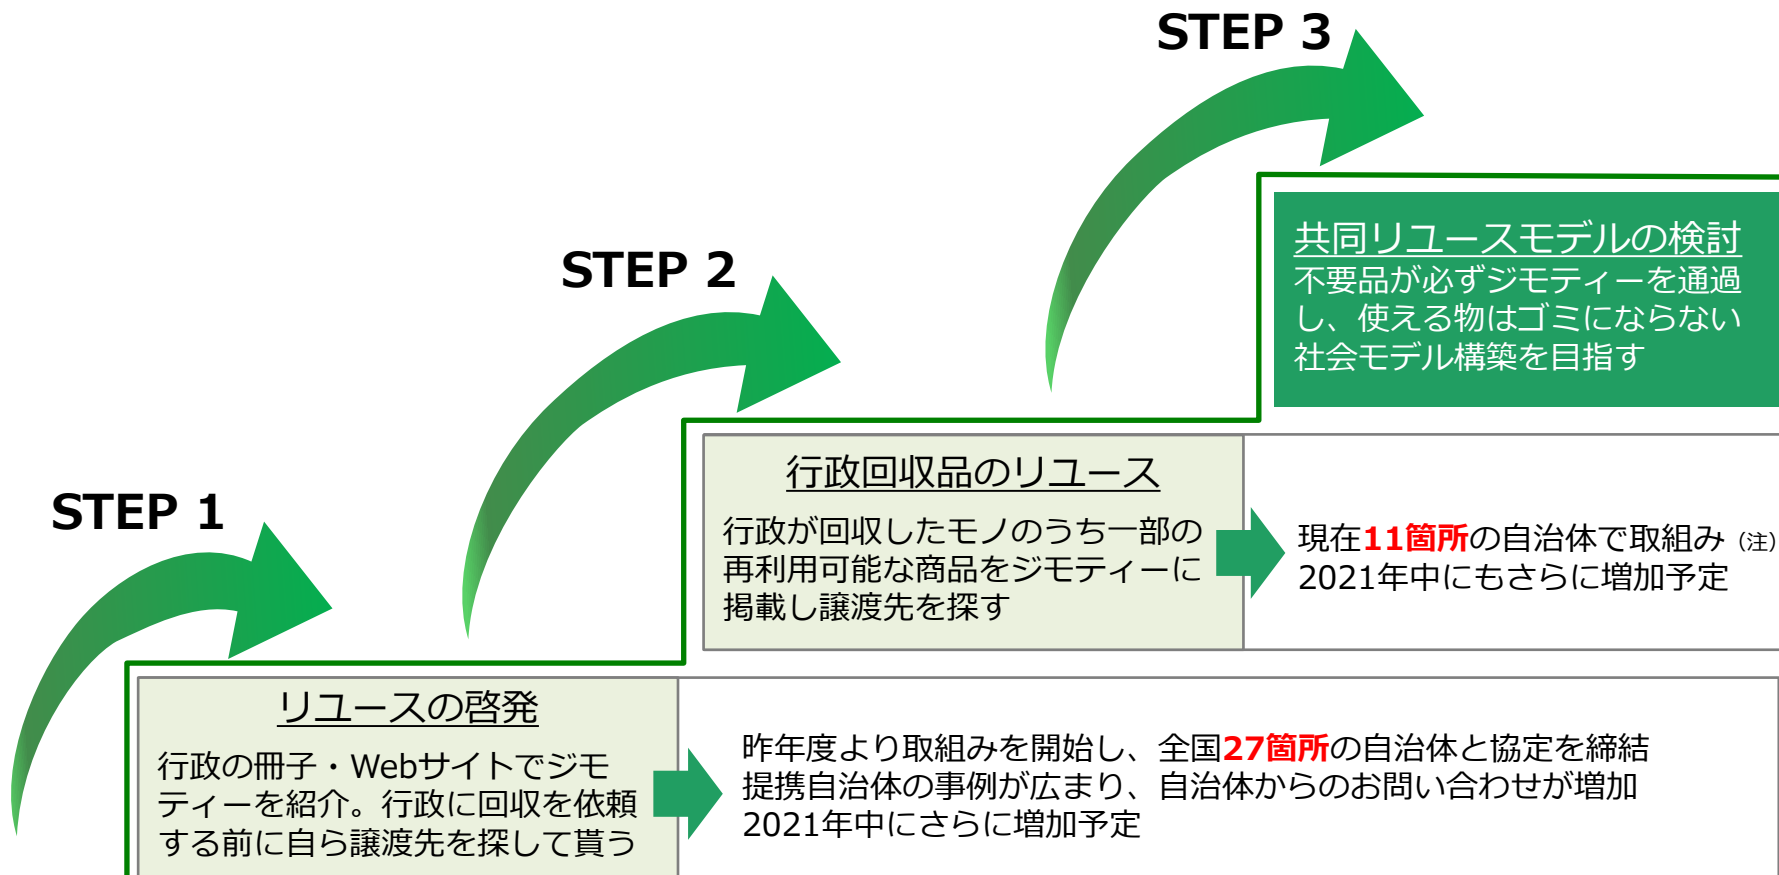 STEP 3
共同リユースモデルの検討
不要品が必ずジモティーを通過
し、使える物はゴミにならない
社会モデル構築を目指す
STEP 2
行政回収品のリユース
行政が回収したモノのうち一部の
再利用可能な商品をジモティーに
掲載し譲渡先を探す
現在11箇所の自治体で取組み（注）
2021年中にもさらに増加予定
STEP 1
リユースの啓発
行政の冊子・Webサイトでジモ
ティーを紹介。行政に回収を依頼
する前に自ら譲渡先を探して貰う
昨年度より取組みを開始し、全国27箇所の自治体と協定を締結
提携自治体の事例が広まり、自治体からのお問い合わせが増加
2021年中にさらに増加予定